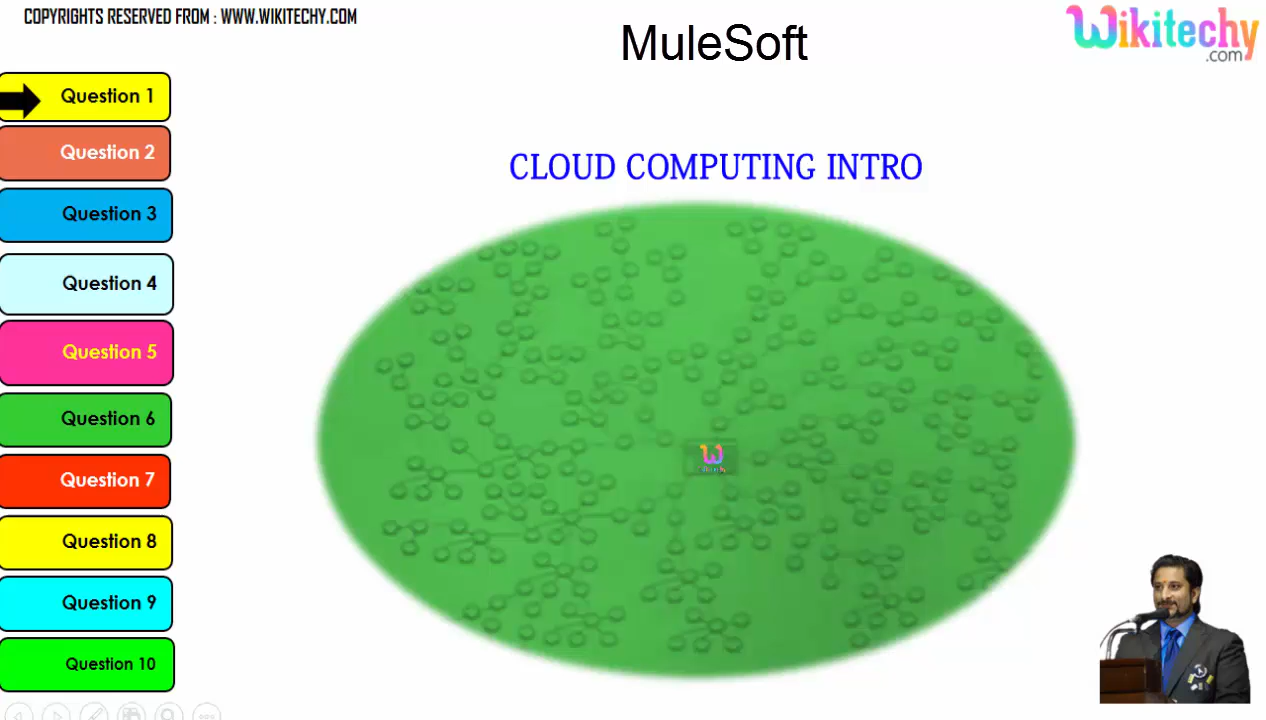 COPYRIGHTS RESERVED FROM : WWW.WIKITECHY.COM
MuleSoft
Wikitechy
.com
Question 1
Question 2
Question 3
Question 4
Question 5
Question 6
Question 7
Question 8
Question 9
Question 10
CLOUD COMPUTING INTRO
W